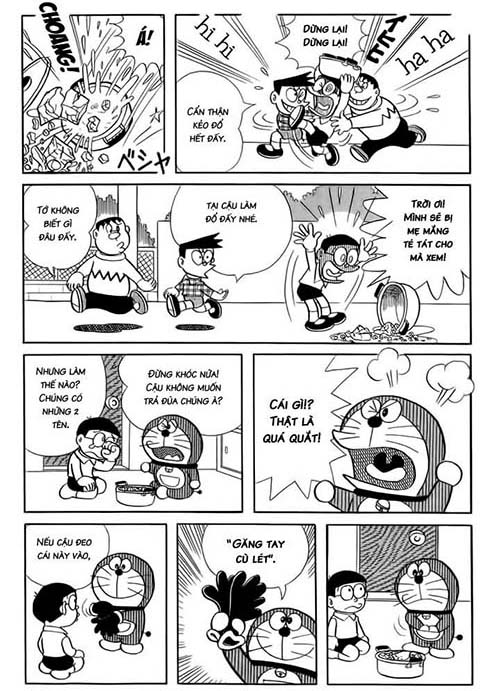 CHOANG!
Á!
ベシャ
hi hi
DỪNG LẠI!
DỪNG LẠI!
ha ha
CẨN THẬN
KẺO ĐỔ
HẾT ĐẤY.
TỚ KHÔNG
BIẾT GÌ
ĐÂU ĐẤY.
TẠI CẬU LÀM
ĐỔ ĐẤY NHÉ.
TRỜI ƠI!
MÌNH SẼ BỊ
MẸ MẮNG
TÉ TÁT CHO
MÀ XEM!
NHƯNG LÀM
THẾ NÀO?
CHÚNG CÓ
NHỮNG 2
TÊN.
ĐỪNG KHÓC NỮA!
CẬU KHÔNG MUỐN
TRẢ ĐŨA CHÚNG À?
CÁI GÌ!?
THẬT LÀ
QUÁ QUẮT!
NẾU CẬU ĐEO
CÁI NÀY VÀO,
"GĂNG TAY
CÙ LÉT".